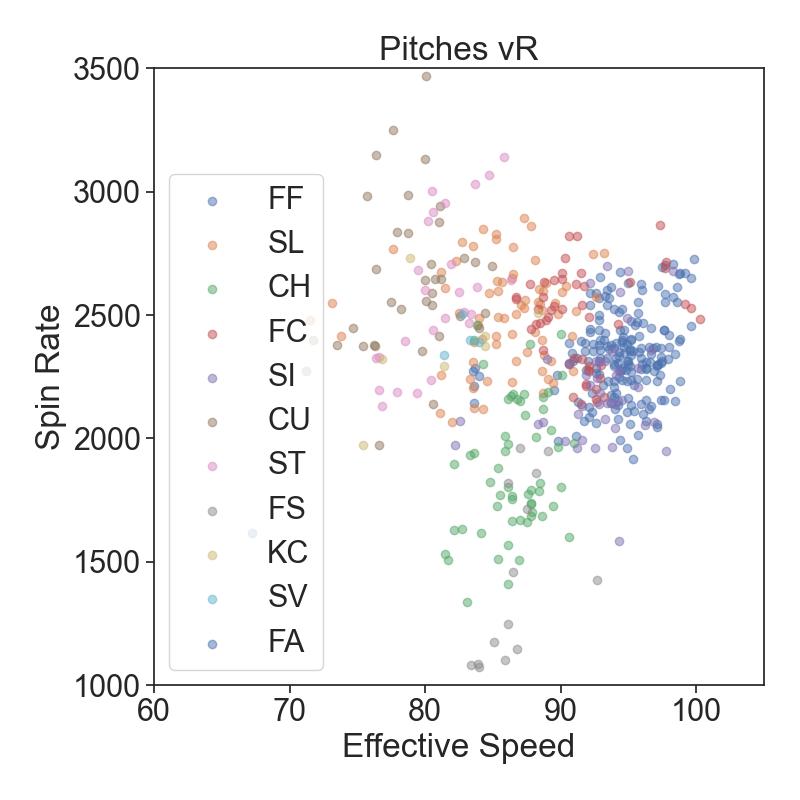 Pitches vR
3500
3000
2500
2000
1500
1000
Spin Rate
FF
SL
CH
FC
SI
CU
ST
FS
KC
SV
FA
60 70 80 90 100
Effective Speed